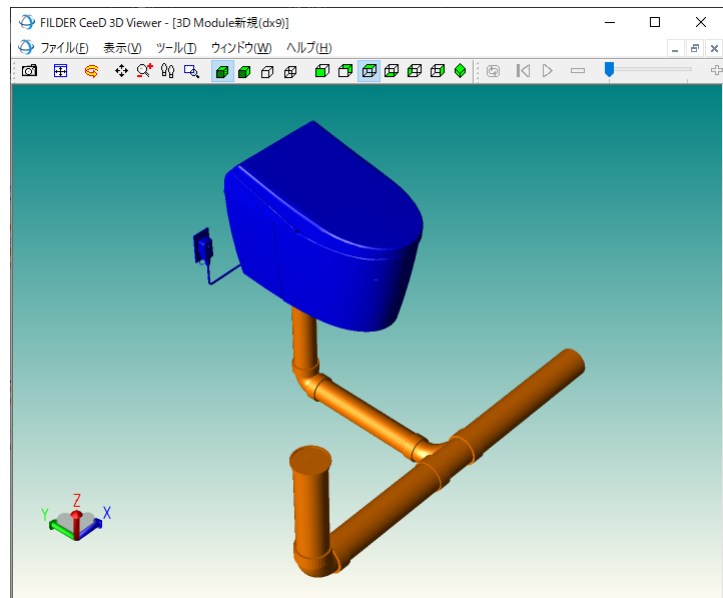 FILDER CeeD 3D Viewer - [3D Module新規(dx9)]
ファイル(F) 表示(V) ツール(T) ウィンドウ(W) ヘルプ(H)
Z
Y X